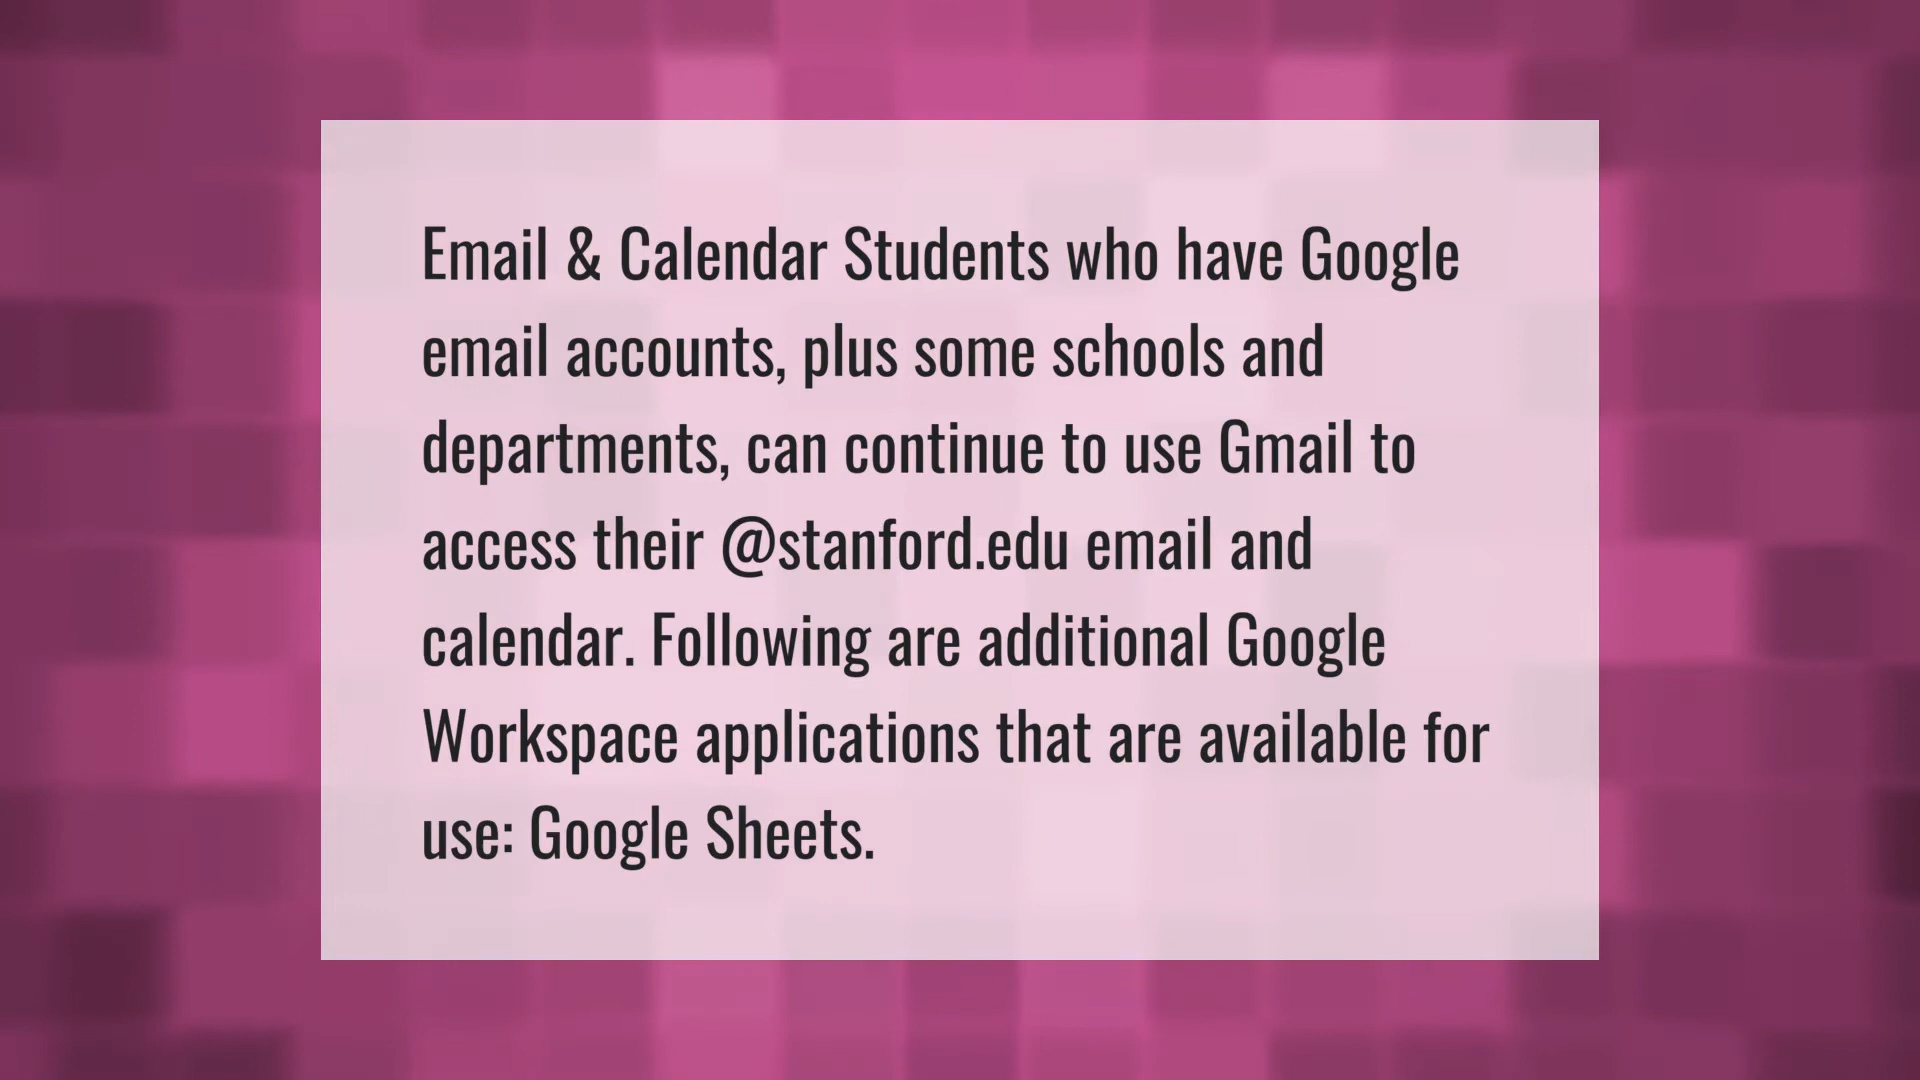 Email & Calendar Students who have Google
email accounts, plus some schools and
departments, can continue to use Gmail to
access their @stanford.edu email and
calendar. Following are additional Google
Workspace applications that are available for
use: Google Sheets.